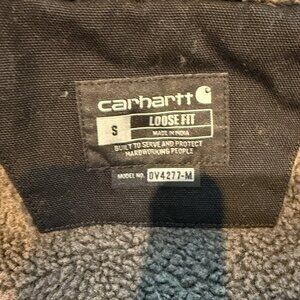 carhartt
S LOOSE FIT
MADE IN INDIA
BUILT TO SERVE AND PROTECT
HARDWORKING PEOPLE
MODEL NO. OV4277-M